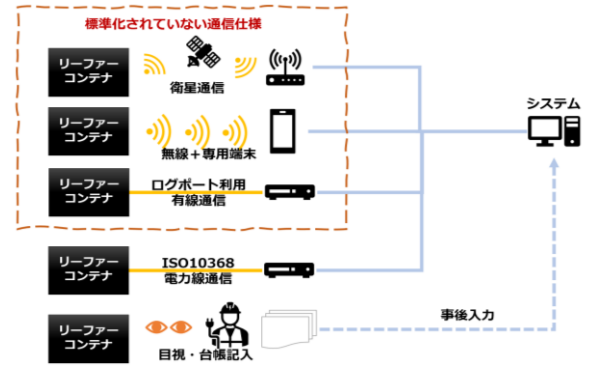 標準化されていない通信仕様
リーファー
コンテナ
衛星通信
リーファー
コンテナ
無線＋専用端末
リーファー
コンテナ
ログポート利用
有線通信
システム
リーファー
コンテナ
ISO10368
電力線通信
リーファー
コンテナ
目視・台帳記入
事後入力